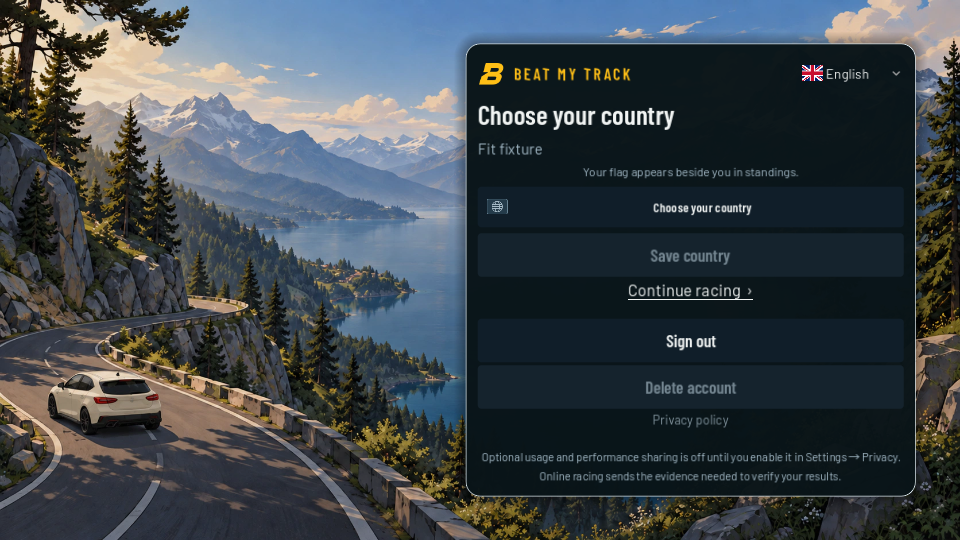 BEAT MY TRACK
English
Choose your country
Fit fixture
Your flag appears beside you in standings.
Choose your country
Save country
Continue racing ›
Sign out
Delete account
Privacy policy
Optional usage and performance sharing is off until you enable it in Settings → Privacy.
Online racing sends the evidence needed to verify your results.